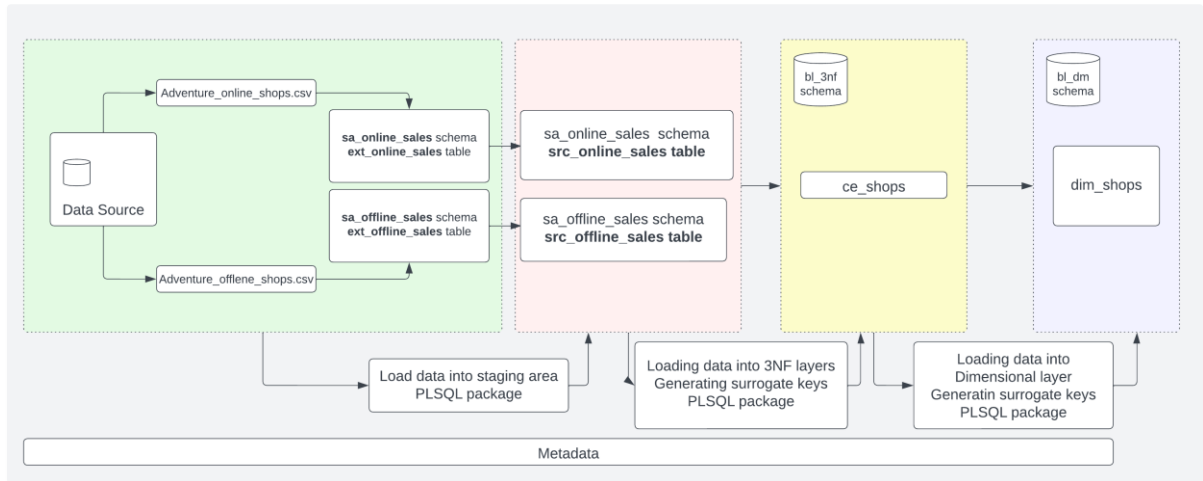 Adventure_online_shops.csv
Data Source
Adventure_offlene_shops.csv
sa_online_sales schema
ext_online_sales table
sa_offline_sales schema
ext_offline_sales table
sa_online_sales schema
src_online_sales table
sa_offline_sales schema
src_offline_sales table
bl_3nf
schema
ce_shops
bl_dm
schema
dim_shops
Load data into staging area
PLSQL package
Loading data into 3NF layers
Generating surrogate keys
PLSQL package
Loading data into
Dimensional layer
Generatin surrogate keys
PLSQL package
Metadata